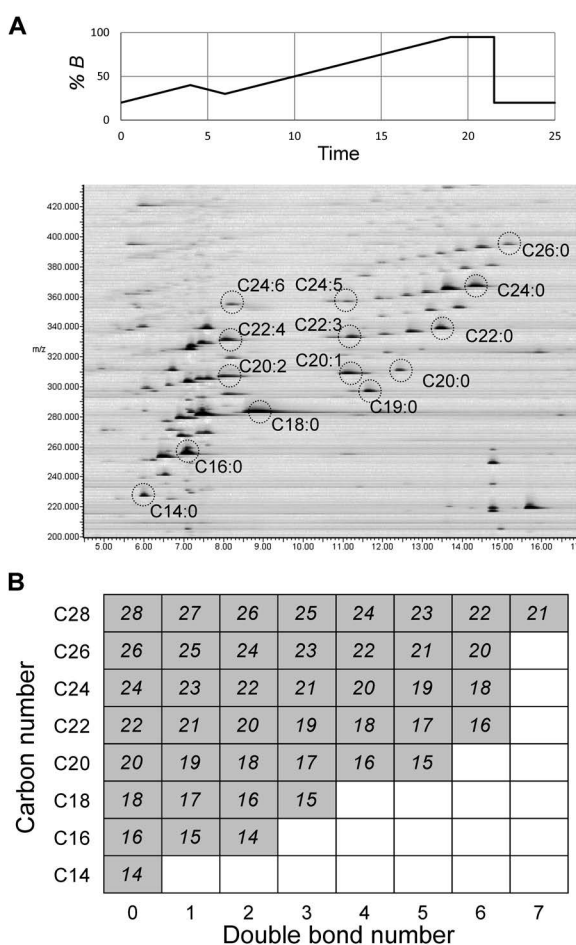 A
% B
100
50
0
0 5 10 15 20 25
Time
m/z
420.000
400.000
380.000
360.000
340.000
320.000
300.000
280.000
260.000
240.000
220.000
200.000
C26:0
C24:6 C24:5
C24:0
C22:4 C22:3
C22:0
C20:2 C20:1
C20:0
C19:0
C18:0
C16:0
C14:0
5.00 6.00 7.00 8.00 9.00 10.00 11.00 12.00 13.00 14.00 15.00 16.00
B
Carbon number
C28 28 27 26 25 24 23 22 21
C26 26 25 24 23 22 21 20
C24 24 23 22 21 20 19 18
C22 22 21 20 19 18 17 16
C20 20 19 18 17 16 15
C18 18 17 16 15
C16 16 15 14
C14 14
0 1 2 3 4 5 6 7
Double bond number